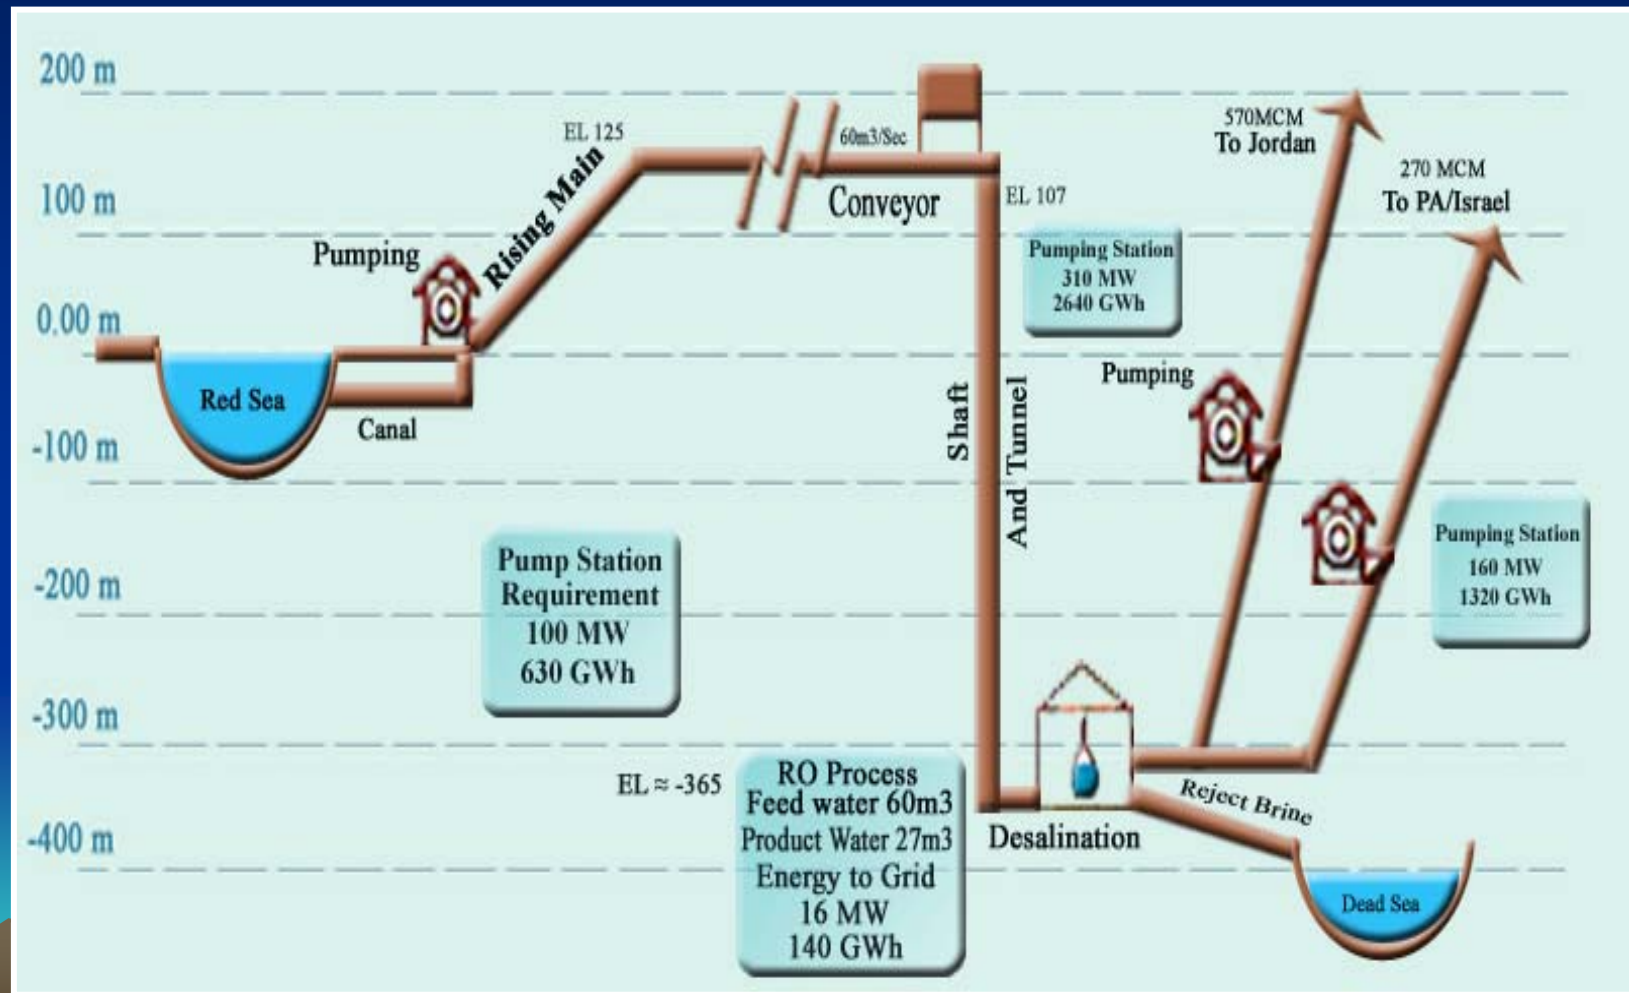 200 m
100 m
0.00 m
-100 m
-200 m
-300 m
-400 m
Red Sea
Canal
Pumping
Rising Main
EL 125
60m3/Sec
Conveyor
EL 107
Shaft
And Tunnel
Pump Station
Requirement
100 MW
630 GWh
EL ≈ -365
RO Process
Feed water 60m3
Product Water 27m3
Energy to Grid
16 MW
140 GWh
Desalination
Reject Brine
Dead Sea
Pumping Station
310 MW
2640 GWh
Pumping
570MCM
To Jordan
270 MCM
To PA/Israel
Pumping Station
160 MW
1320 GWh